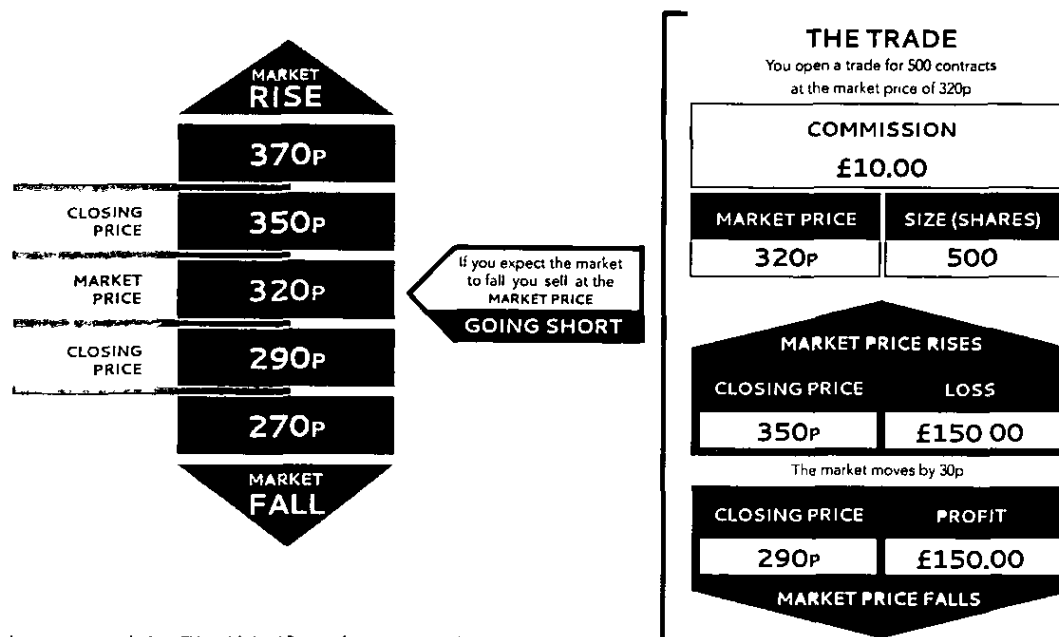 MARKET
RISE
370P
CLOSING
PRICE
350P
MARKET
PRICE
320P
CLOSING
PRICE
290P
270P
MARKET
FALL
If you expect the market
to fall you sell at the
MARKET PRICE
GOING SHORT
THE TRADE
You open a trade for 500 contracts
at the market price of 320p
COMMISSION
£10.00
MARKET PRICE SIZE (SHARES)
320P 500
MARKET PRICE RISES
CLOSING PRICE LOSS
350P £150 00
The market moves by 30p
CLOSING PRICE PROFIT
290P £150.00
MARKET PRICE FALLS